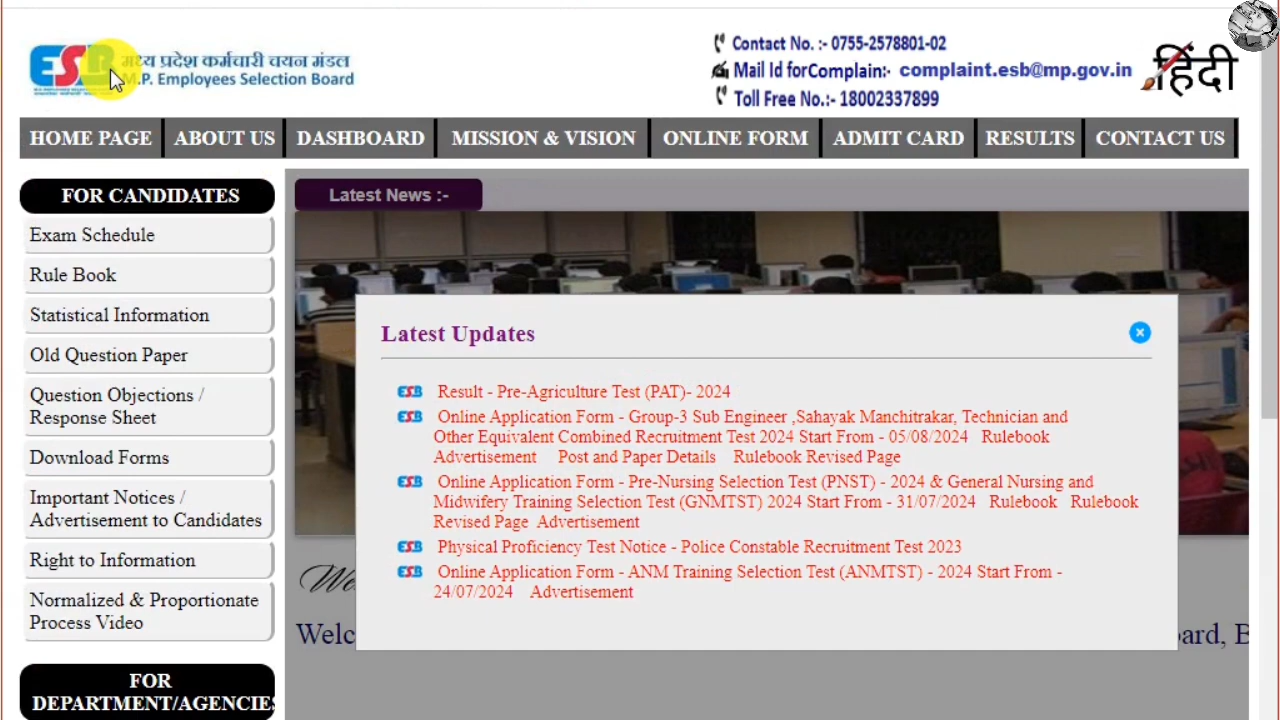 ESB
मध्य प्रदेश कर्मचारी चयन मंडल
M.P. Employees Selection Board
Contact No. :- 0755-2578801-02
Mail Id forComplain:- complaint.esb@mp.gov.in
Toll Free No.:- 18002337899
हिंदी
HOME PAGE ABOUT US DASHBOARD MISSION & VISION ONLINE FORM ADMIT CARD RESULTS CONTACT US
FOR CANDIDATES
Exam Schedule
Rule Book
Statistical Information
Old Question Paper
Question Objections /
Response Sheet
Download Forms
Important Notices /
Advertisement to Candidates
Right to Information
Normalized & Proportionate
Process Video
FOR
DEPARTMENT/AGENCIES
Latest News :-
Latest Updates
ESB Result - Pre-Agriculture Test (PAT)- 2024
ESB Online Application Form - Group-3 Sub Engineer ,Sahayak Manchitrakar, Technician and
Other Equivalent Combined Recruitment Test 2024 Start From - 05/08/2024 Rulebook
Advertisement Post and Paper Details Rulebook Revised Page
ESB Online Application Form - Pre-Nursing Selection Test (PNST) - 2024 & General Nursing and
Midwifery Training Selection Test (GNMTST) 2024 Start From - 31/07/2024 Rulebook Rulebook
Revised Page Advertisement
ESB Physical Proficiency Test Notice - Police Constable Recruitment Test 2023
ESB Online Application Form - ANM Training Selection Test (ANMTST) - 2024 Start From -
24/07/2024 Advertisement
We
Welc ard, B